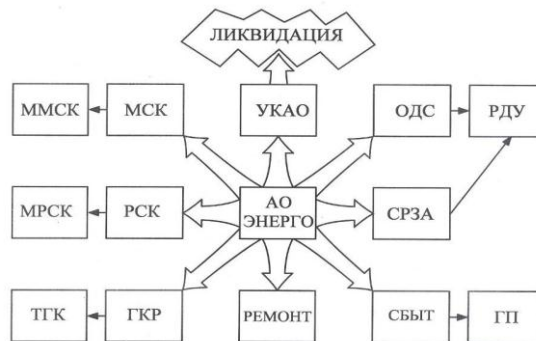 ЛИКВИДАЦИЯ
ММСК
МСК
УКАО
ОДС
РДУ
МРСК
РСК
АО
ЭНЕРГО
СРЗА
ТГК
ГКР
РЕМОНТ
СБЫТ
ГП